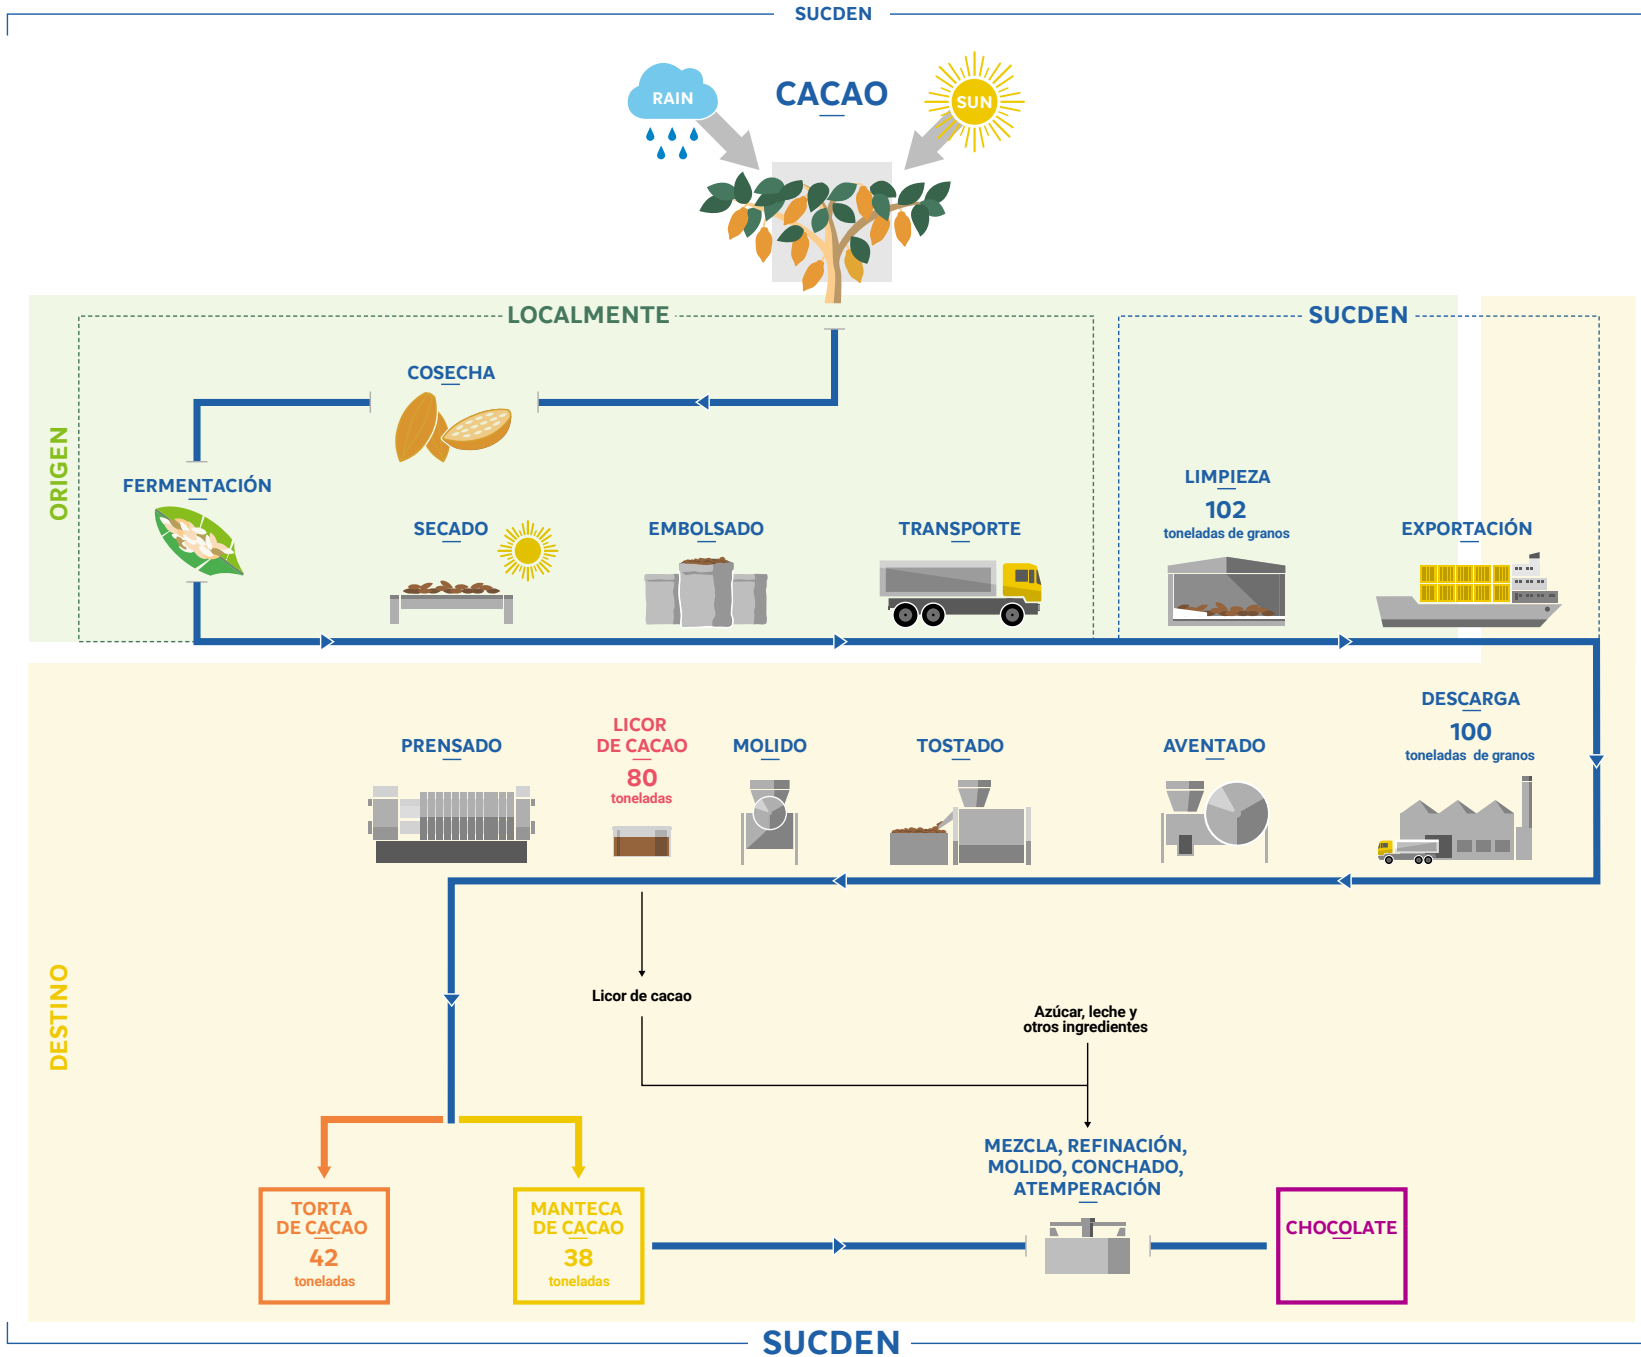 SUCDEN
RAIN
CACAO
SUN
LOCALMENTE
SUCDEN
COSECHA
ORIGEN
FERMENTACIÓN
SECADO
EMBOLSADO
TRANSPORTE
LIMPIEZA
102
toneladas de granos
EXPORTACIÓN
DESCARGA
100
toneladas de granos
AVENTADO
TOSTADO
MOLIDO
LICOR
DE CACAO
80
toneladas
PRENSADO
DESTINO
Licor de cacao
Azúcar, leche y
otros ingredientes
MEZCLA, REFINACIÓN,
MOLIDO, CONCHADO,
ATEMPERACIÓN
TORTA
DE CACAO
42
toneladas
MANTECA
DE CACAO
38
toneladas
CHOCOLATE
SUCDEN